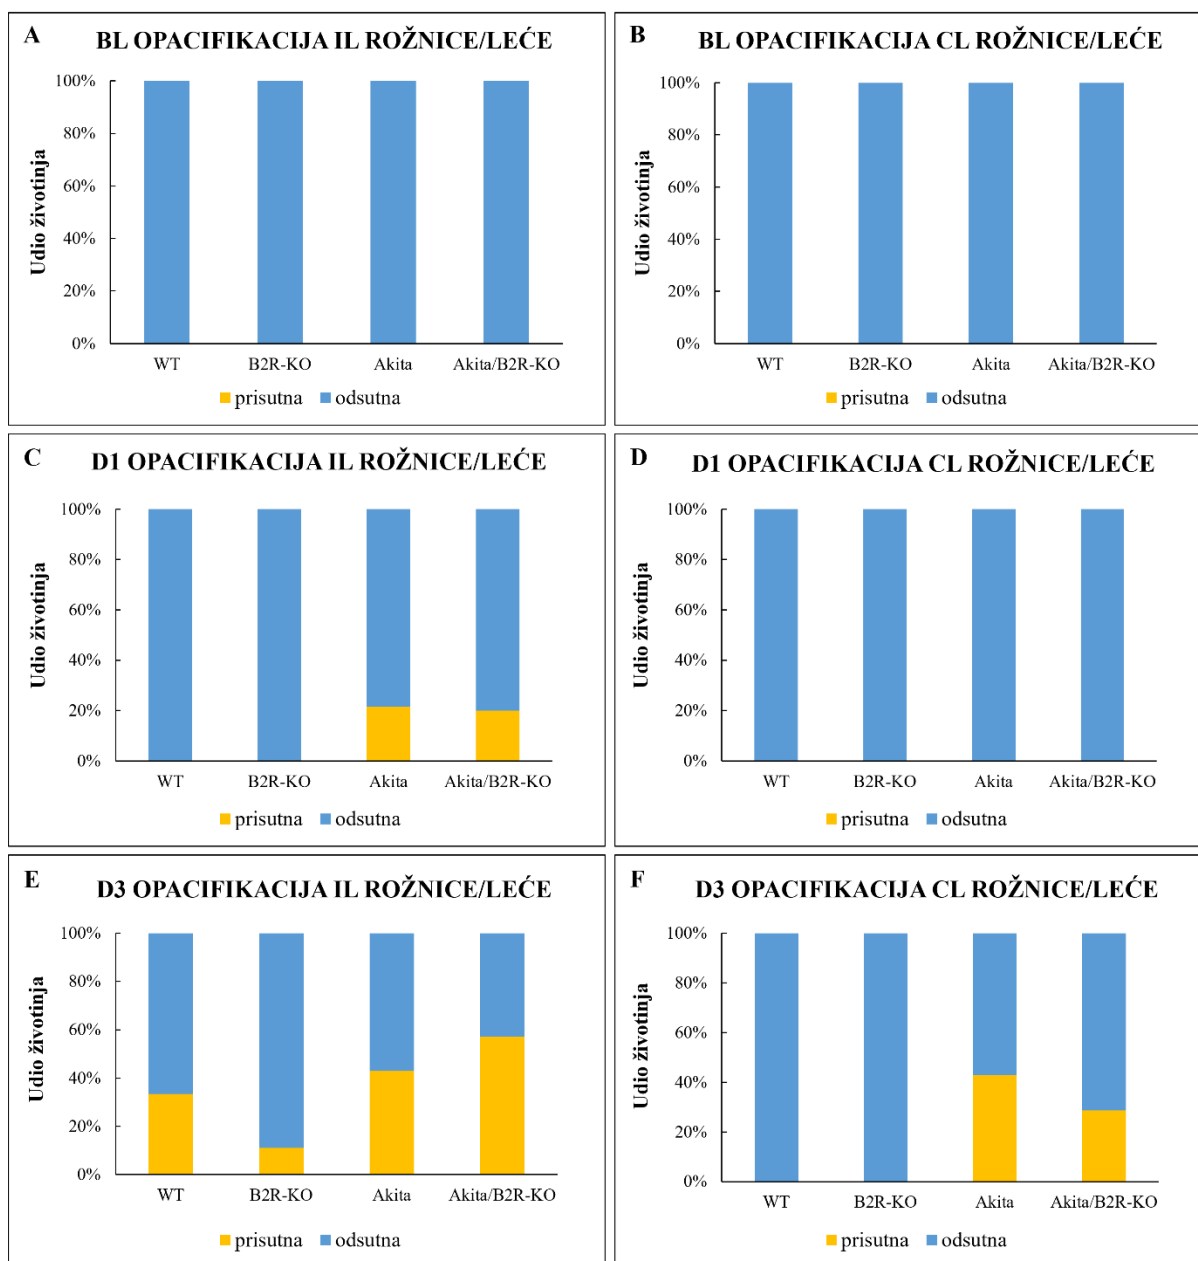 A
BL OPACIFIKACIJA IL ROŽNICE/LEĆE
Udio životinja
100%
80%
60%
40%
20%
0%
WT B2R-KO Akita Akita/B2R-KO
prisutna odsutna
B
BL OPACIFIKACIJA CL ROŽNICE/LEĆE
Udio životinja
100%
80%
60%
40%
20%
0%
WT B2R-KO Akita Akita/B2R-KO
prisutna odsutna
C
D1 OPACIFIKACIJA IL ROŽNICE/LEĆE
Udio životinja
100%
80%
60%
40%
20%
0%
WT B2R-KO Akita Akita/B2R-KO
prisutna odsutna
D
D1 OPACIFIKACIJA CL ROŽNICE/LEĆE
Udio životinja
100%
80%
60%
40%
20%
0%
WT B2R-KO Akita Akita/B2R-KO
prisutna odsutna
E
D3 OPACIFIKACIJA IL ROŽNICE/LEĆE
Udio životinja
100%
80%
60%
40%
20%
0%
WT B2R-KO Akita Akita/B2R-KO
prisutna odsutna
F
D3 OPACIFIKACIJA CL ROŽNICE/LEĆE
Udio životinja
100%
80%
60%
40%
20%
0%
WT B2R-KO Akita Akita/B2R-KO
prisutna odsutna